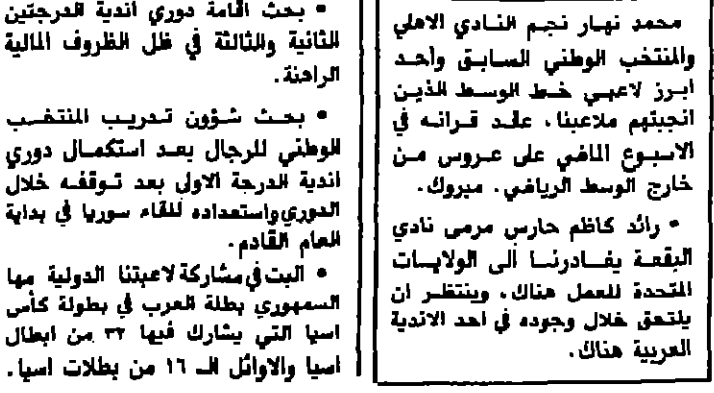 محمد نهار نجم النادي الاهلي
والمنتخب الوطني السابق واحد
ابرز لاعبي خط الوسط الذين
انجبتهم ملاعبنا، عقد قرانه في
الاسبوع الماضي على عروس من
خارج الوسط الرياضي. مبروك.
• رائد كاظم حارس مرمى نادي
البقعة يغادرنا الى الولايات
المتحدة للعمل هناك، وينتظر ان
يلتحق خلال وجوده في احد الاندية
العربية هناك.
• بحث اقامة دوري اندية الدرجتين
الثانية والثالثة في ظل الظروف المالية
الراهنة.
• بحث شؤون تدريب المنتخب
الوطني للرجال بعد استكمال دوري
اندية الدرجة الاولى بعد توقفه خلال
الدوري واستعداده للقاء سوريا في بداية
العام القادم.
• البت في مشاركة لاعبتنا الدولية مها
السمهوري بطلة العرب في بطولة كأس
اسيا التي يشارك فيها ٣٢ من ابطال
اسيا والاوائل الـ ١٦ من بطلات اسيا.